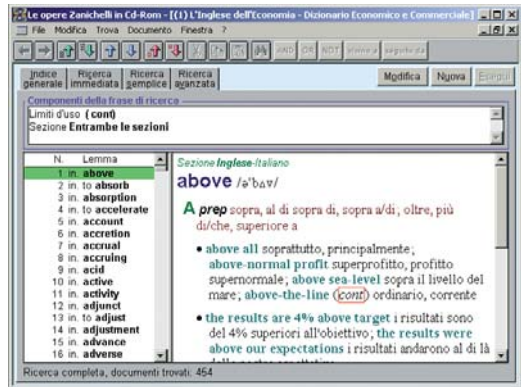 Le opere Zanichelli in Cd-Rom - [(1) L'Inglese dell'Economia - Dizionario Economico e Commerciale]
File Modifica Trova Documento Finestra ?
AND OR NOT
Indice generale
Ricerca immediata
Ricerca semplice
Ricerca avanzata
Modifica Nuova Esegui
Componenti della frase di ricerca
Limiti d'uso (cont)
Sezione Entrambe le sezioni
N. Lemma
1 in. above
2 in. to absorb
3 in. absorption
4 in. to accelerate
5 in. account
6 in. accretion
7 in. accrual
8 in. accruing
9 in. acid
10 in. active
11 in. activity
12 in. adjunct
13 in. to adjust
14 in. adjustment
15 in. advance
16 in. adverse
Sezione Inglese-Italiano
above /ə'bʌv/
A prep sopra, al di sopra di, sopra a/di; oltre, più
di/che, superiore a
• above all soprattutto, principalmente;
above-normal profit superprofitto, profitto
supernormale; above sea-level sopra il livello del
mare; above-the-line (cont) ordinario, corrente
• the results are 4% above target i risultati sono
del 4% superiori all'obiettivo; the results were
above our expectations i risultati andarono al di là
Ricerca completa, documenti trovati: 454